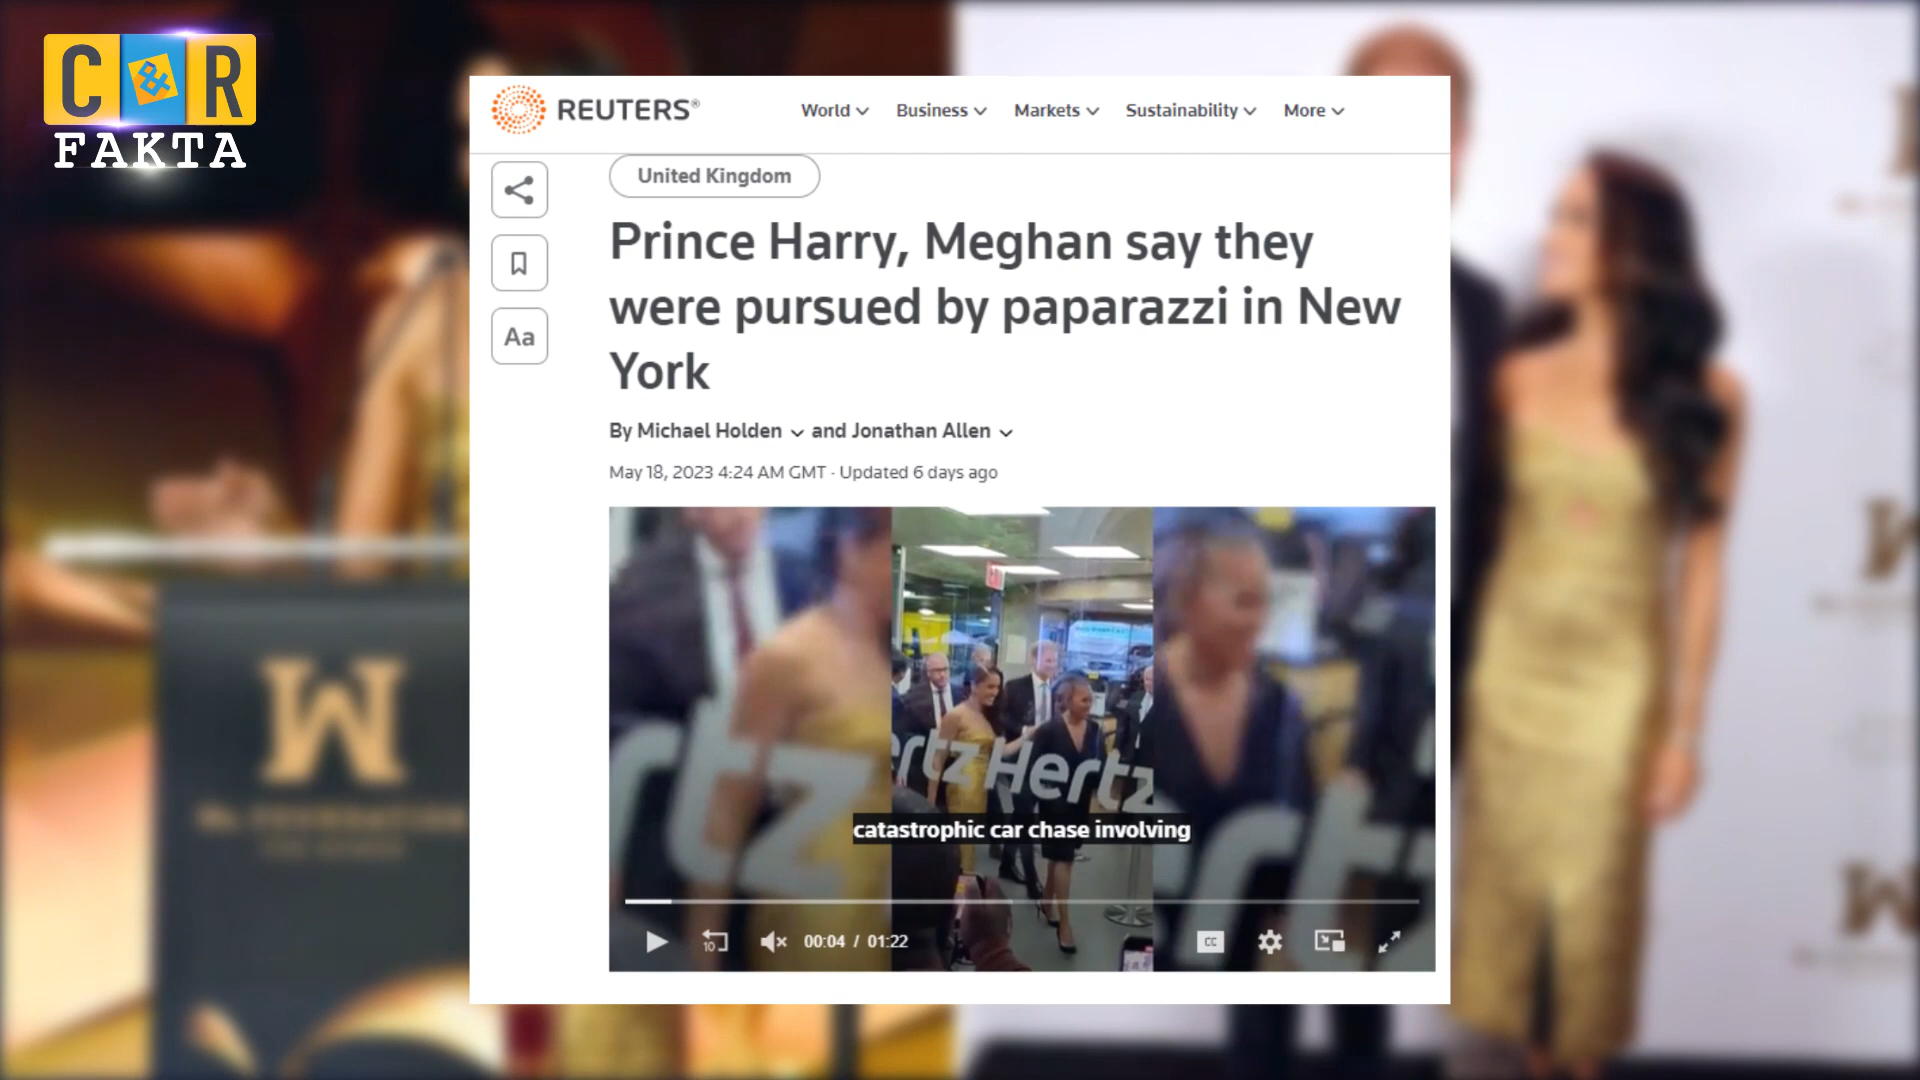 C&R
FAKTA
REUTERS®
World
Business
Markets
Sustainability
More
United Kingdom
Aa
Prince Harry, Meghan say they
were pursued by paparazzi in New
York
By Michael Holden and Jonathan Allen
May 18, 2023 4:24 AM GMT · Updated 6 days ago
rtz
ertz Hertz
catastrophic car chase involving
10
00:04 / 01:22
CC
W